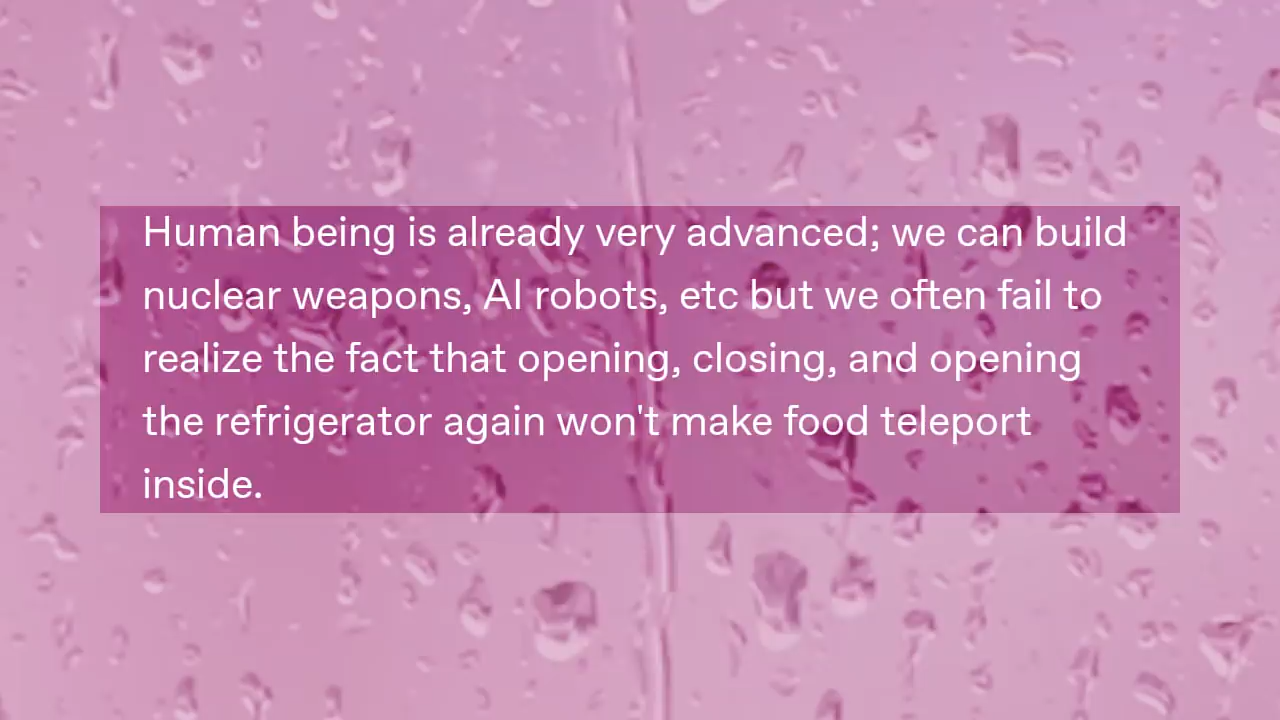 Human being is already very advanced; we can build
nuclear weapons, AI robots, etc but we often fail to
realize the fact that opening, closing, and opening
the refrigerator again won't make food teleport
inside.